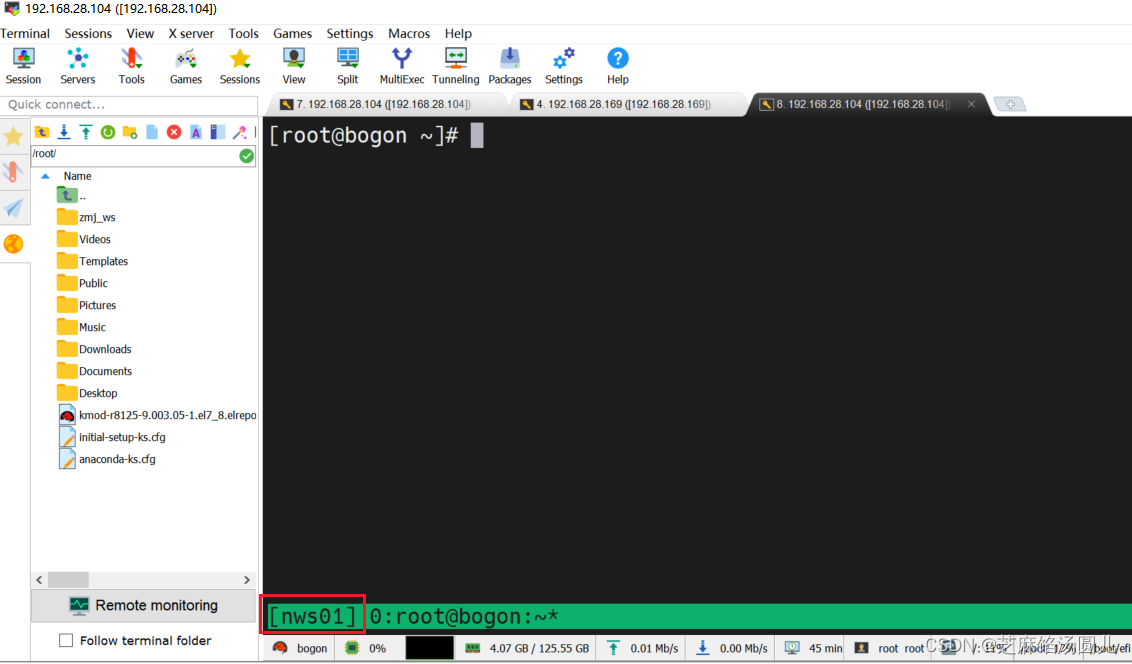 192.168.28.104 ([192.168.28.104])
Terminal Sessions View X server Tools Games Settings Macros Help
Session Servers Tools Games Sessions View Split MultiExec Tunneling Packages Settings Help
Quick connect...
7. 192.168.28.104 ([192.168.28.104]) 4. 192.168.28.169 ([192.168.28.169]) 8. 192.168.28.104 ([192.168.28.104])
/root/
Name
..
zmj_ws
Videos
Templates
Public
Pictures
Music
Downloads
Documents
Desktop
kmod-r8125-9.003.05-1.el7_8.elrepo
initial-setup-ks.cfg
anaconda-ks.cfg
Remote monitoring
Follow terminal folder
[root@bogon ~]#
[nws01] 0:root@bogon:~*
bogon 0% 4.07 GB / 125.55 GB 0.01 Mb/s 0.00 Mb/s 45 min root root
CSDN @芝麻馅汤圆儿